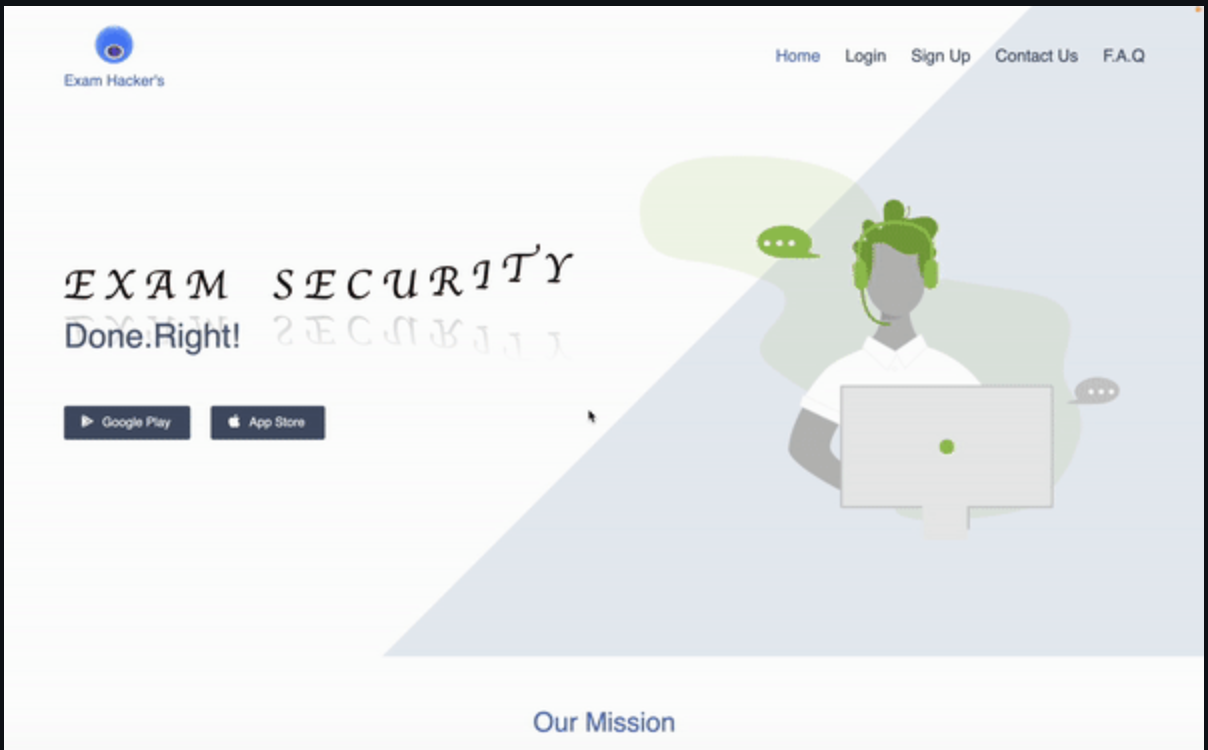 Exam Hacker's
Home Login Sign Up Contact Us F.A.Q
EXAM SECURITY
Done.Right!
Google Play App Store
Our Mission